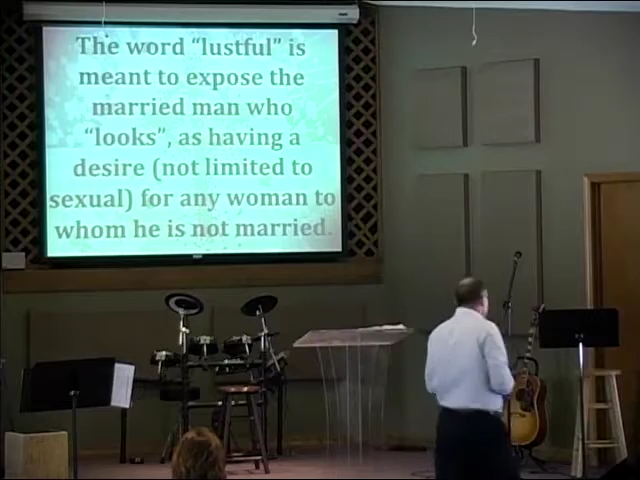 The word “lustful” is
meant to expose the
married man who
“looks”, as having a
desire (not limited to
sexual) for any woman to
whom he is not married.